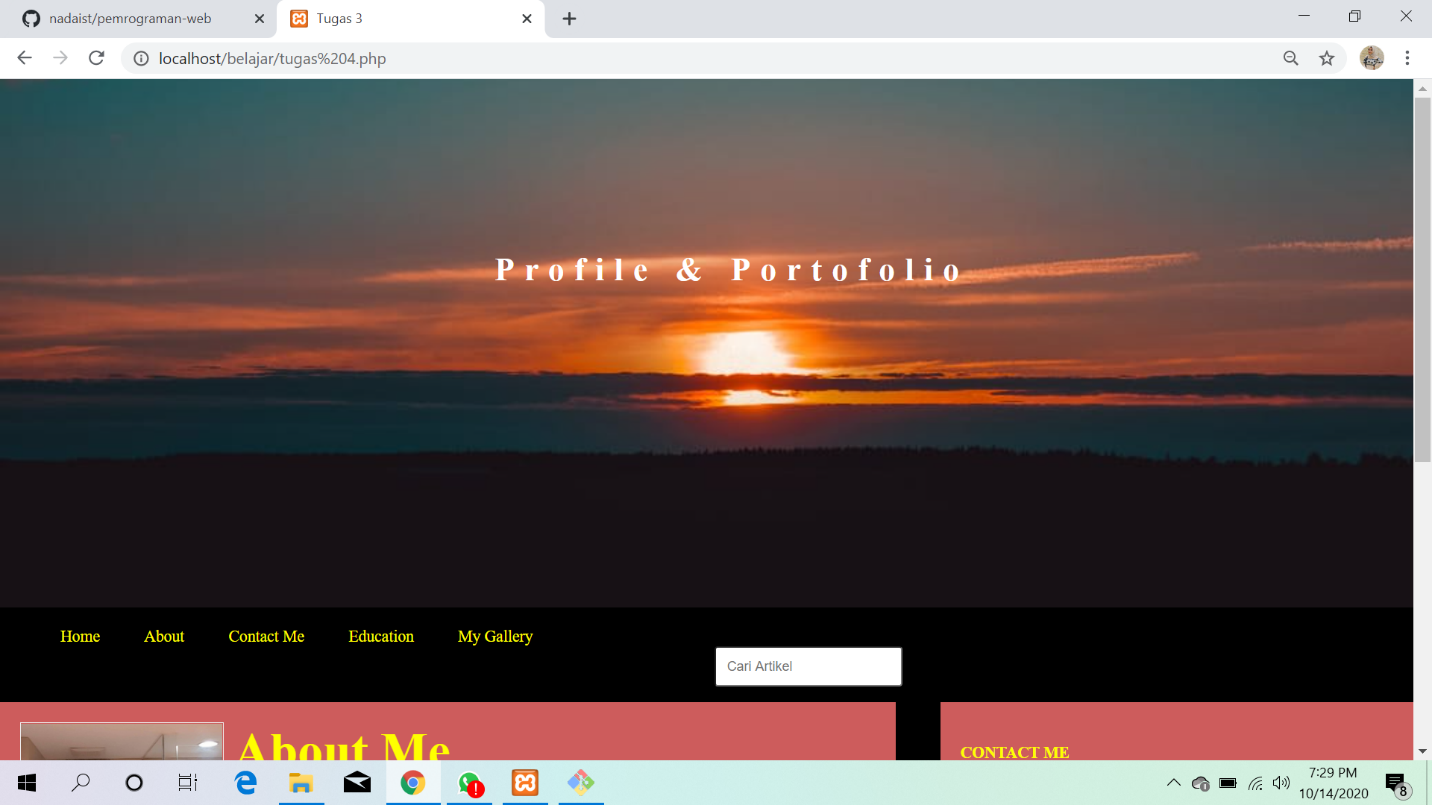 nadaist/pemrograman-web
Tugas 3
localhost/belajar/tugas%204.php
Profile & Portofolio
Home About Contact Me Education My Gallery
Cari Artikel
About Me
CONTACT ME
7:29 PM
10/14/2020
8